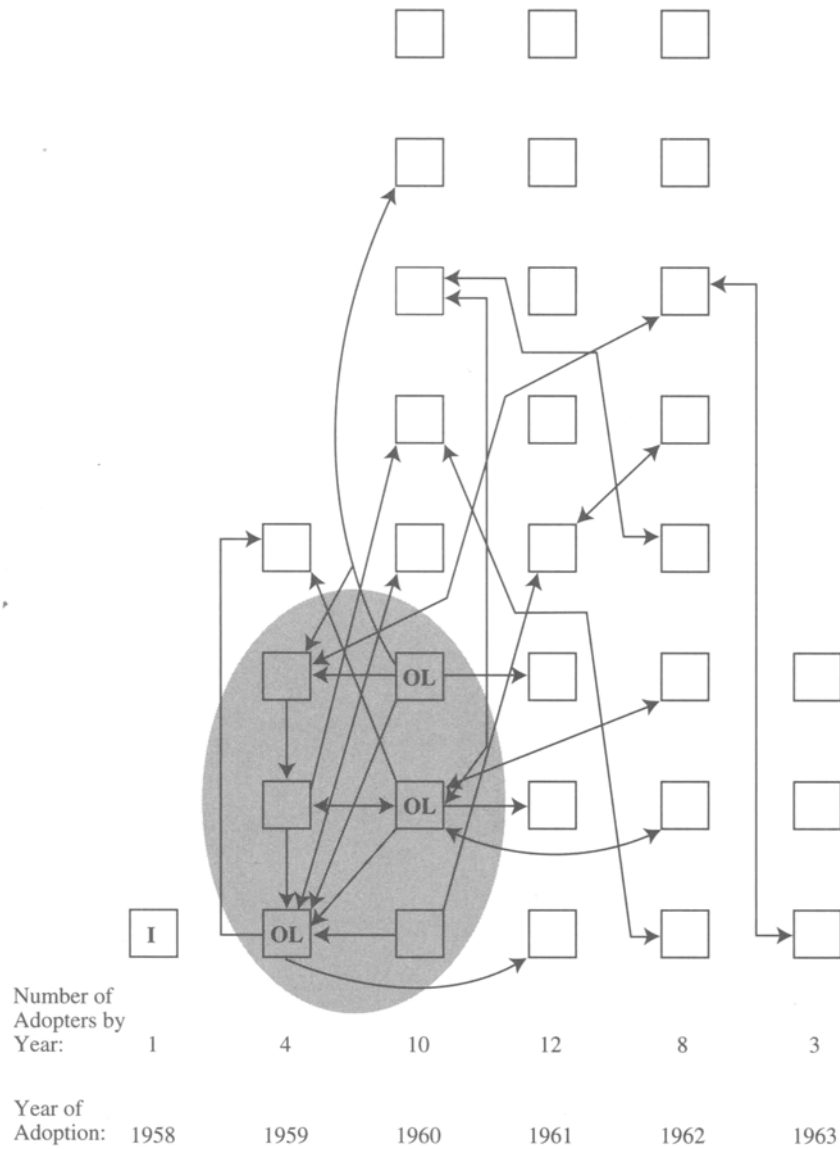 OL
OL
I
OL
Number of
Adopters by
Year: 1 4 10 12 8 3
Year of
Adoption: 1958 1959 1960 1961 1962 1963